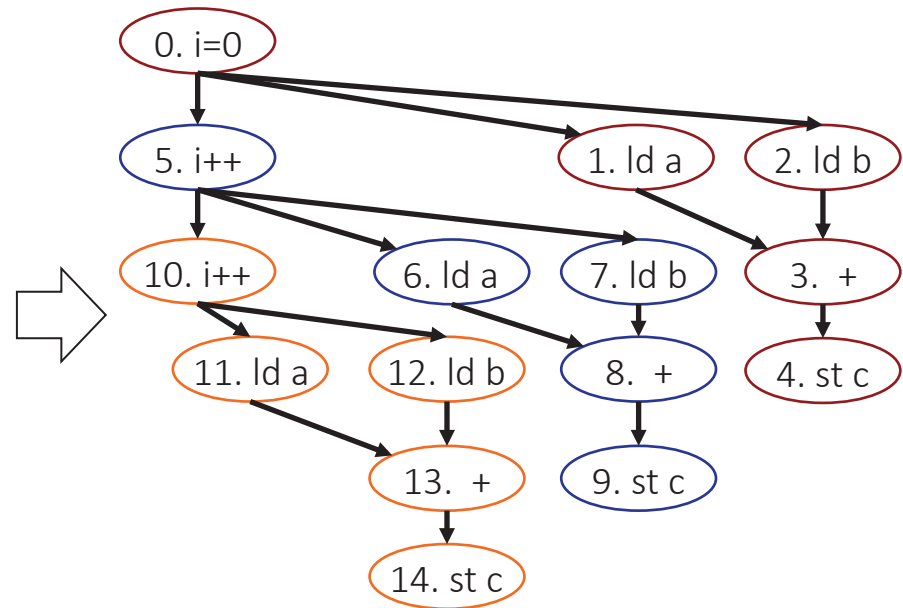 0. i=0
5. i++
1. ld a
2. ld b
10. i++
6. ld a
7. ld b
3. +
11. ld a
12. ld b
8. +
4. st c
13. +
9. st c
14. st c